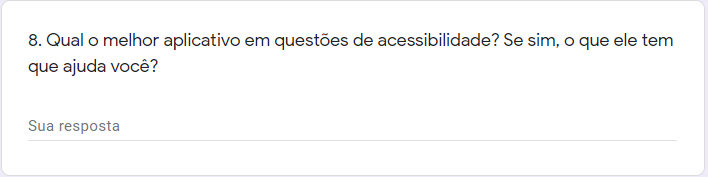 8. Qual o melhor aplicativo em questões de acessibilidade? Se sim, o que ele tem
que ajuda você?
Sua resposta